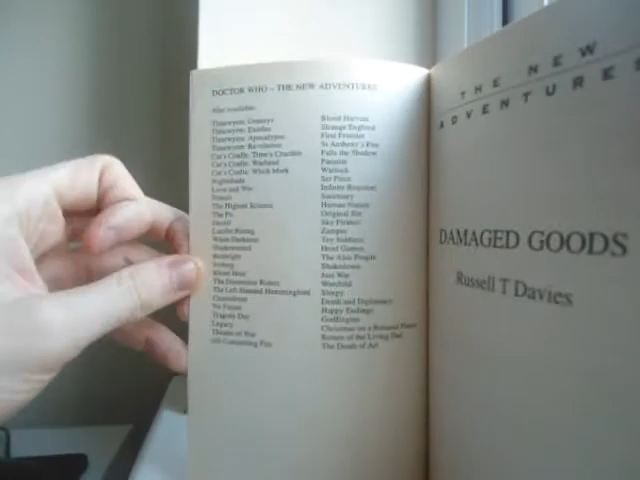 DOCTOR WHO – THE NEW ADVENTURES
Also available:
Timewyrm: Genesys
Timewyrm: Exodus
Timewyrm: Apocalypse
Timewyrm: Revelation
Cat's Cradle: Time's Crucible
Cat's Cradle: Warhead
Cat's Cradle: Witch Mark
Nightshade
Love and War
Transit
The Highest Science
The Pit
Deceit
Lucifer Rising
White Darkness
Shadowmind
Birthright
Iceberg
Blood Heat
The Dimension Riders
The Left-Handed Hummingbird
Conundrum
No Future
Tragedy Day
Legacy
Theatre of War
All-Consuming Fire
Blood Harvest
Strange England
First Frontier
St Anthony's Fire
Falls the Shadow
Parasite
Warlock
Set Piece
Infinite Requiem
Sanctuary
Human Nature
Original Sin
Sky Pirates!
Zamper
Toy Soldiers
Head Games
The Also People
Shakedown
Just War
Warchild
Sleepy
Death and Diplomacy
Happy Endings
GodEngine
Christmas on a Rational Planet
Return of the Living Dad
The Death of Art
THE NEW
ADVENTURES
DAMAGED GOODS
Russell T Davies